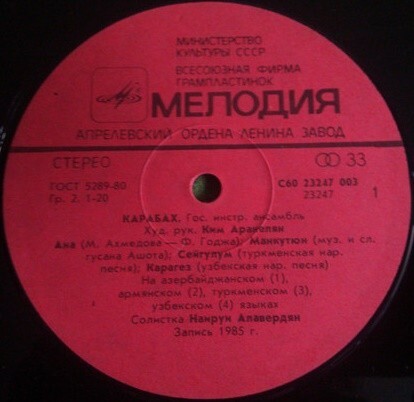 МИНИСТЕРСТВО
КУЛЬТУРЫ СССР
ВСЕСОЮЗНАЯ ФИРМА
ГРАМПЛАСТИНОК
МЕЛОДИЯ
АПРЕЛЕВСКИЙ ОРДЕНА ЛЕНИНА ЗАВОД
СТЕРЕО 33
ГОСТ 5289-80 С60 23247 003
Гр. 2. 1-20 23247 1
КАРАБАХ. Гос. инстр. ансамбль
Худ. рук. Ким Аракелян
Ана (М. Ахмедова — Ф. Годжа); Манкутюн (муз. и сл.
гусана Ашота); Сейгулум (туркменская нар.
песня); Карагез (узбекская нар. песня)
На азербайджанском (1),
армянском (2), туркменском (3),
узбекском (4) языках
Солистка Наируи Алавердян
Запись 1985 г.